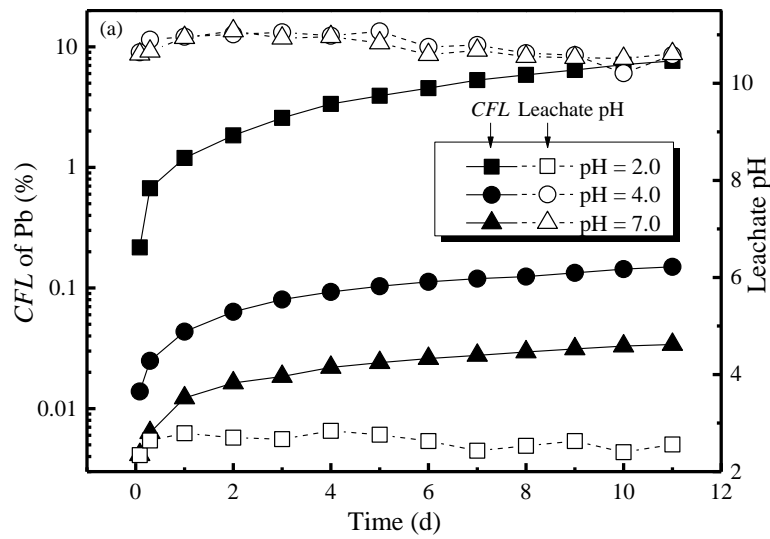 (a)
CFL of Pb (%)
10
1
0.1
0.01
CFL Leachate pH
pH = 2.0
pH = 4.0
pH = 7.0
10
8
6
4
2
Leachate pH
0 2 4 6 8 10 12
Time (d)